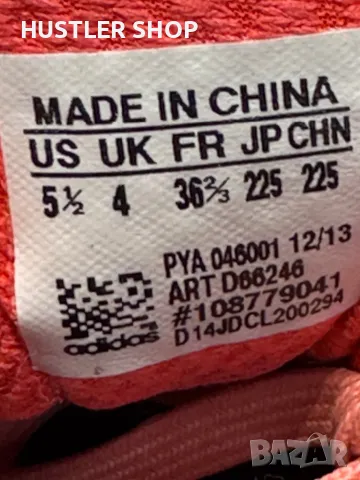 HUSTLER SHOP
MADE IN CHINA
US UK FR JP CHN
5½ 4 36⅔ 225 225
PYA 046001 12/13
ART D66246
#108779041
D14JDCL200294
adidas
BAZAR